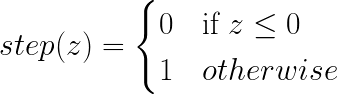 step(z) = { 0 if z ≤ 0
1 otherwise